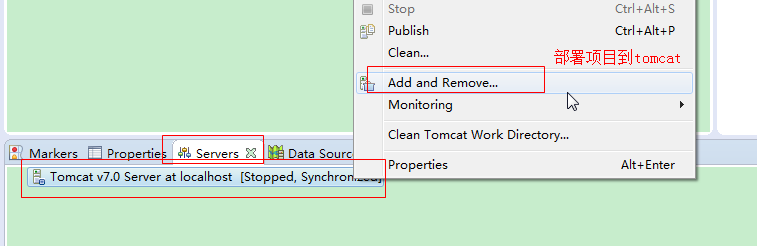 Stop Ctrl+Alt+S
Publish Ctrl+Alt+P
Clean...
部署项目到tomcat
Add and Remove...
Monitoring
Clean Tomcat Work Directory...
Properties Alt+Enter
Markers Properties Servers Data Sourc
Tomcat v7.0 Server at localhost [Stopped, Synchronized]